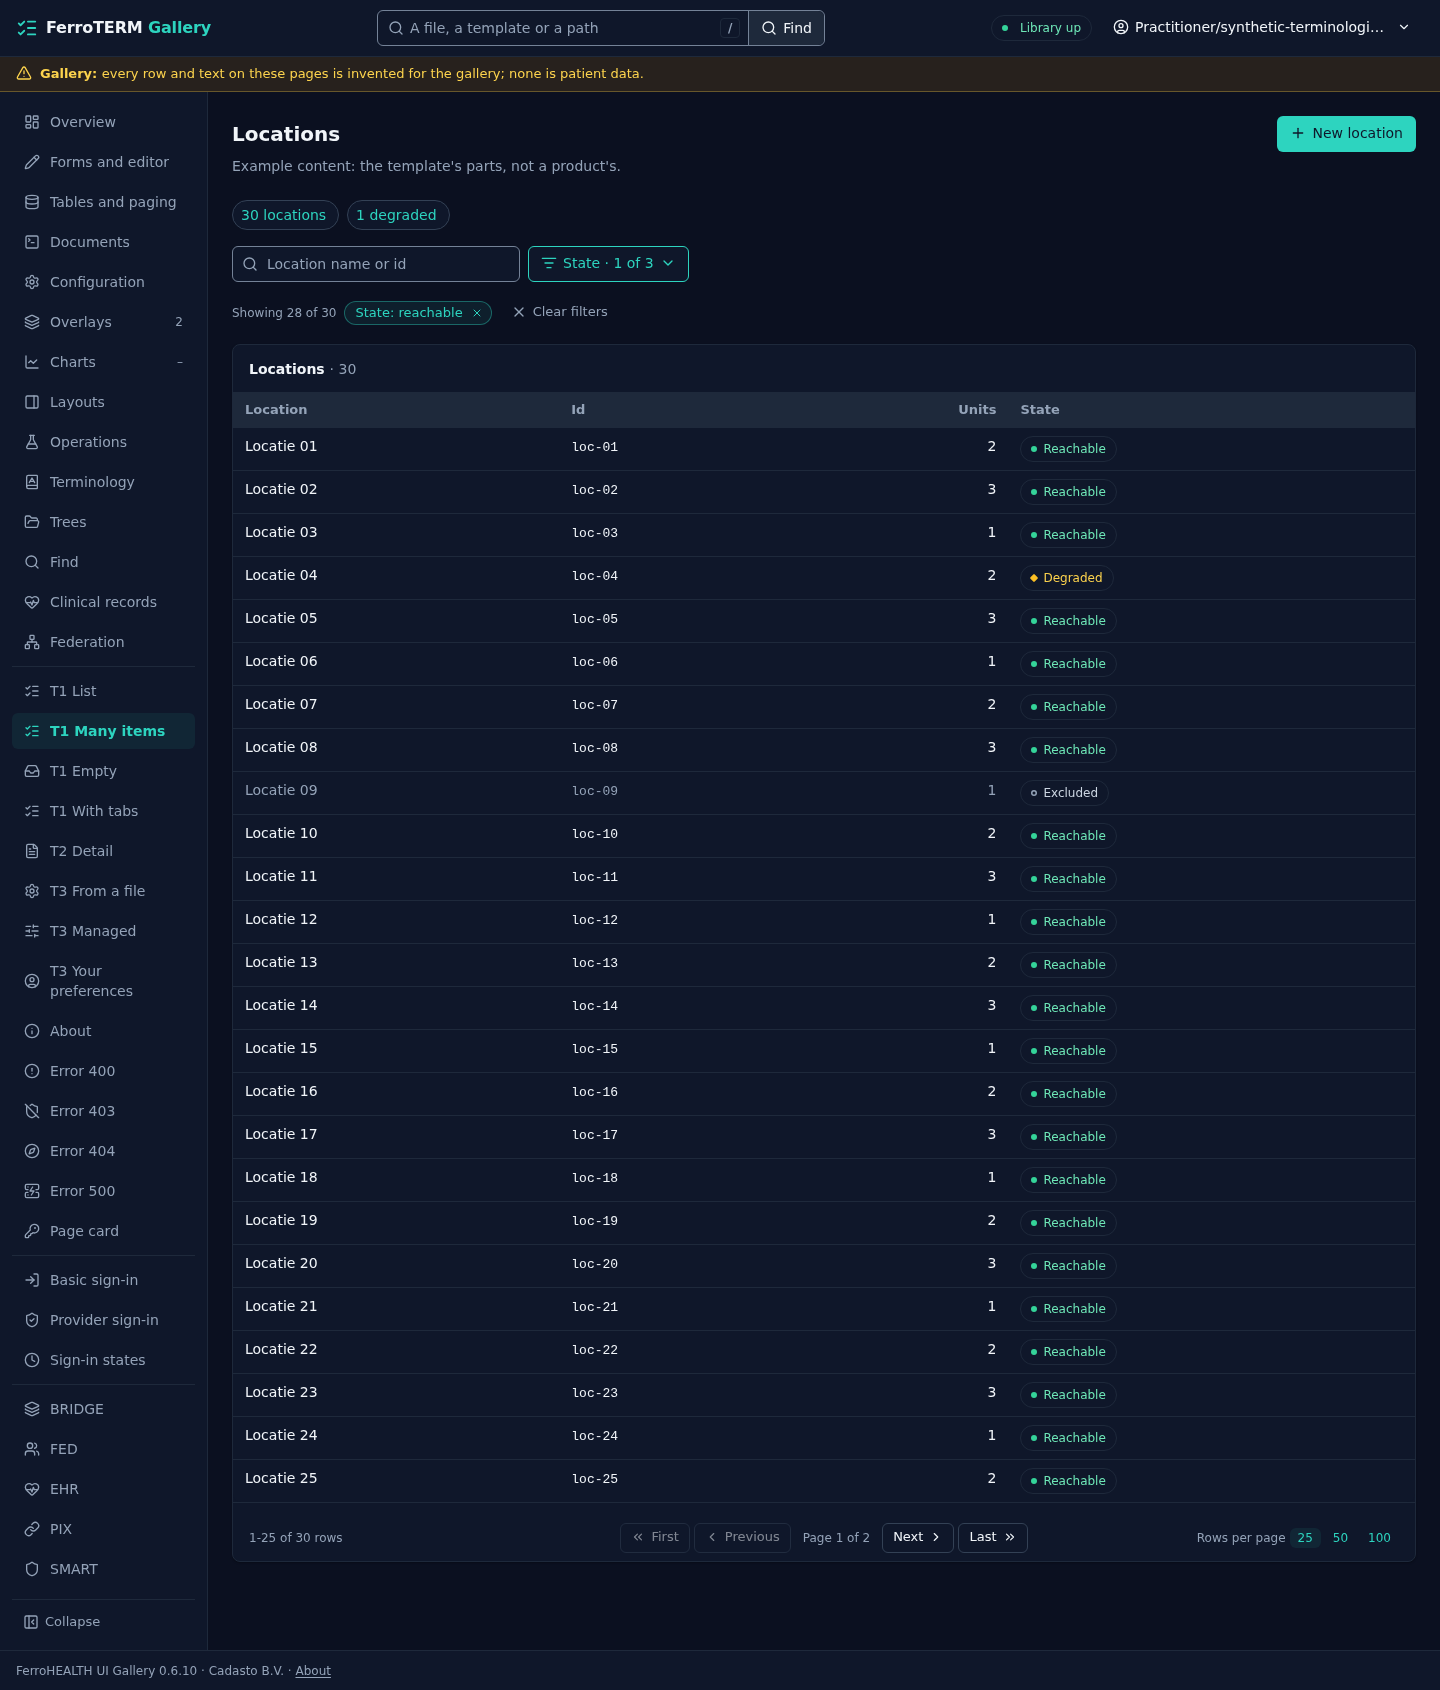 FerroTERM Gallery
A file, a template or a path /
Find
Library up
Practitioner/synthetic-terminologi...
Gallery: every row and text on these pages is invented for the gallery; none is patient data.
Overview
Forms and editor
Tables and paging
Documents
Configuration
Overlays 2
Charts –
Layouts
Operations
Terminology
Trees
Find
Clinical records
Federation
T1 List
T1 Many items
T1 Empty
T1 With tabs
T2 Detail
T3 From a file
T3 Managed
T3 Your
preferences
About
Error 400
Error 403
Error 404
Error 500
Page card
Basic sign-in
Provider sign-in
Sign-in states
BRIDGE
FED
EHR
PIX
SMART
Collapse
Locations
New location
Example content: the template's parts, not a product's.
30 locations
1 degraded
Location name or id
State · 1 of 3
Showing 28 of 30
State: reachable
Clear filters
Locations · 30
Location Id Units State
Locatie 01 loc-01 2 Reachable
Locatie 02 loc-02 3 Reachable
Locatie 03 loc-03 1 Reachable
Locatie 04 loc-04 2 Degraded
Locatie 05 loc-05 3 Reachable
Locatie 06 loc-06 1 Reachable
Locatie 07 loc-07 2 Reachable
Locatie 08 loc-08 3 Reachable
Locatie 09 loc-09 1 Excluded
Locatie 10 loc-10 2 Reachable
Locatie 11 loc-11 3 Reachable
Locatie 12 loc-12 1 Reachable
Locatie 13 loc-13 2 Reachable
Locatie 14 loc-14 3 Reachable
Locatie 15 loc-15 1 Reachable
Locatie 16 loc-16 2 Reachable
Locatie 17 loc-17 3 Reachable
Locatie 18 loc-18 1 Reachable
Locatie 19 loc-19 2 Reachable
Locatie 20 loc-20 3 Reachable
Locatie 21 loc-21 1 Reachable
Locatie 22 loc-22 2 Reachable
Locatie 23 loc-23 3 Reachable
Locatie 24 loc-24 1 Reachable
Locatie 25 loc-25 2 Reachable
1-25 of 30 rows
First Previous Page 1 of 2 Next Last
Rows per page 25 50 100
FerroHEALTH UI Gallery 0.6.10 · Cadasto B.V. · About